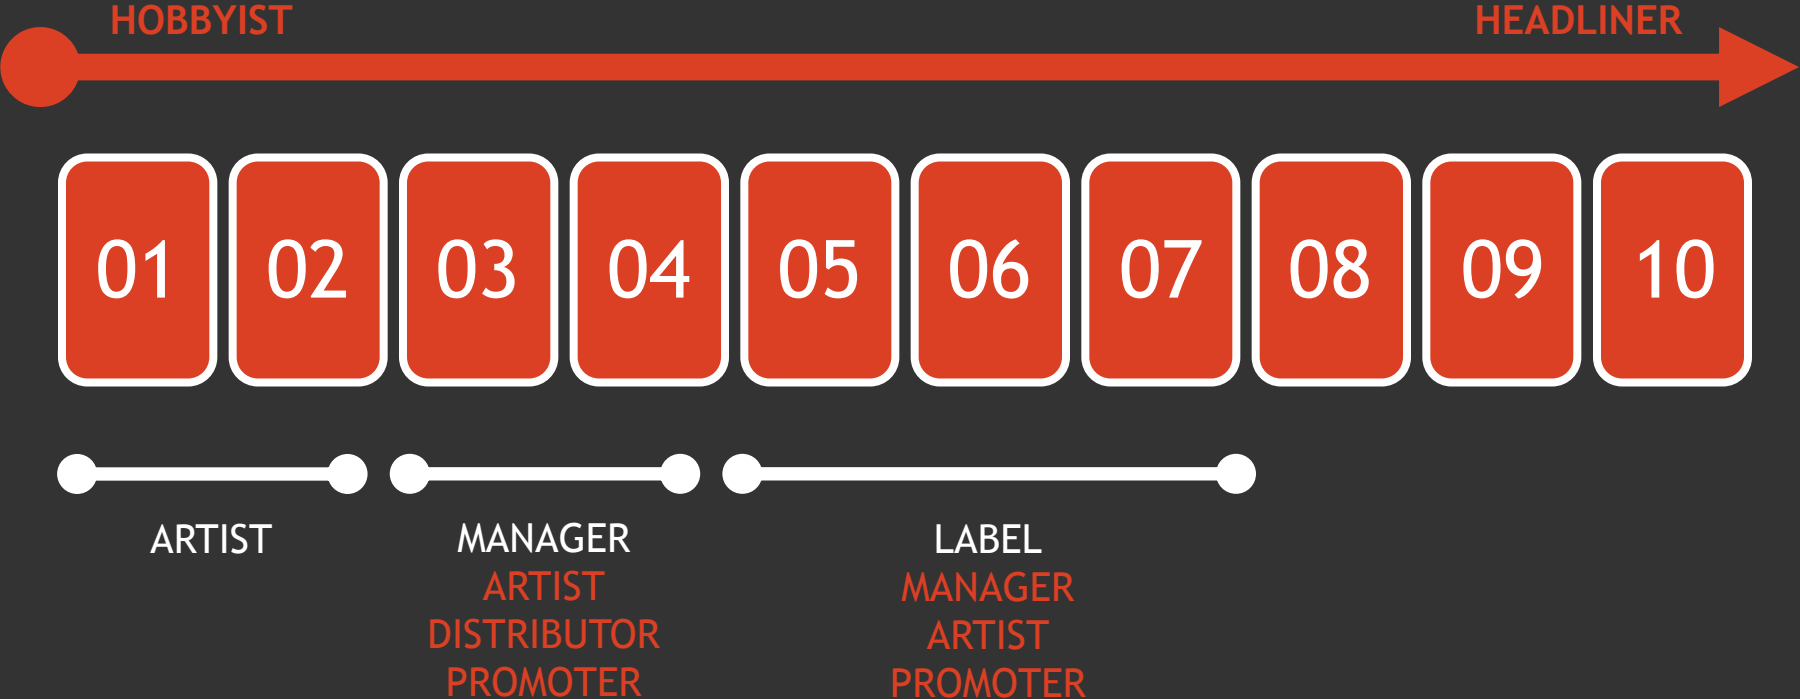 HOBBYIST HEADLINER
01 02 03 04 05 06 07 08 09 10
ARTIST
MANAGER
ARTIST
DISTRIBUTOR
PROMOTER
LABEL
MANAGER
ARTIST
PROMOTER